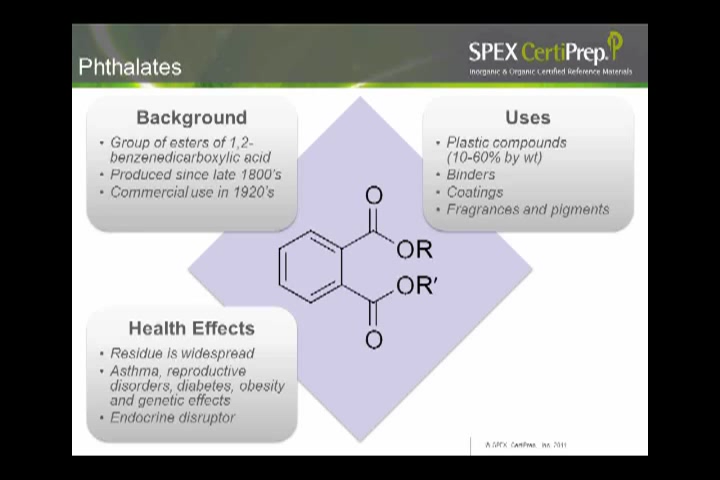 Phthalates
SPEX CertiPrep.
Inorganic & Organic Certified Reference Materials
Background
• Group of esters of 1,2-
benzenedicarboxylic acid
• Produced since late 1800's
• Commercial use in 1920's
Uses
• Plastic compounds
(10-60% by wt)
• Binders
• Coatings
• Fragrances and pigments
O
OR
OR′
O
Health Effects
• Residue is widespread
• Asthma, reproductive
disorders, diabetes, obesity
and genetic effects
• Endocrine disruptor
© SPEX CertiPrep, Inc. 2011